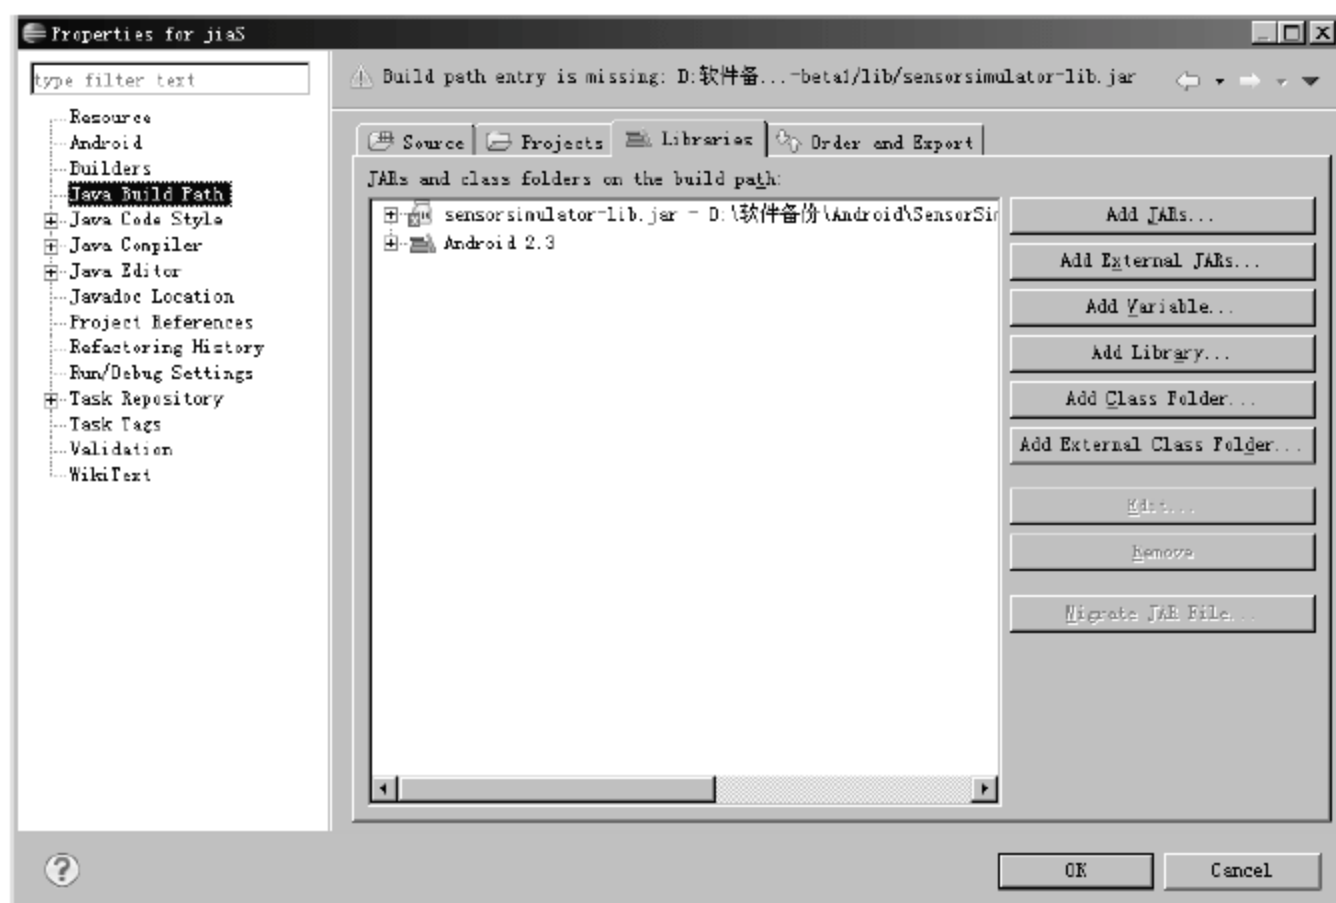 Properties for jiaS
type filter text
Resource
Android
Builders
Java Build Path
Java Code Style
Java Compiler
Java Editor
Javadoc Location
Project References
Refactoring History
Run/Debug Settings
Task Repository
Task Tags
Validation
WikiText
Build path entry is missing: D:软件备...-beta1/lib/sensorsimulator-lib.jar
Source
Projects
Libraries
Order and Export
JARs and class folders on the build path:
sensorsimulator-lib.jar - D:\软件备份\Android\SensorSi
Android 2.3
Add JARs...
Add External JARs...
Add Variable...
Add Library...
Add Class Folder...
Add External Class Folder...
Edit...
Remove
Migrate JAR File...
OK
Cancel